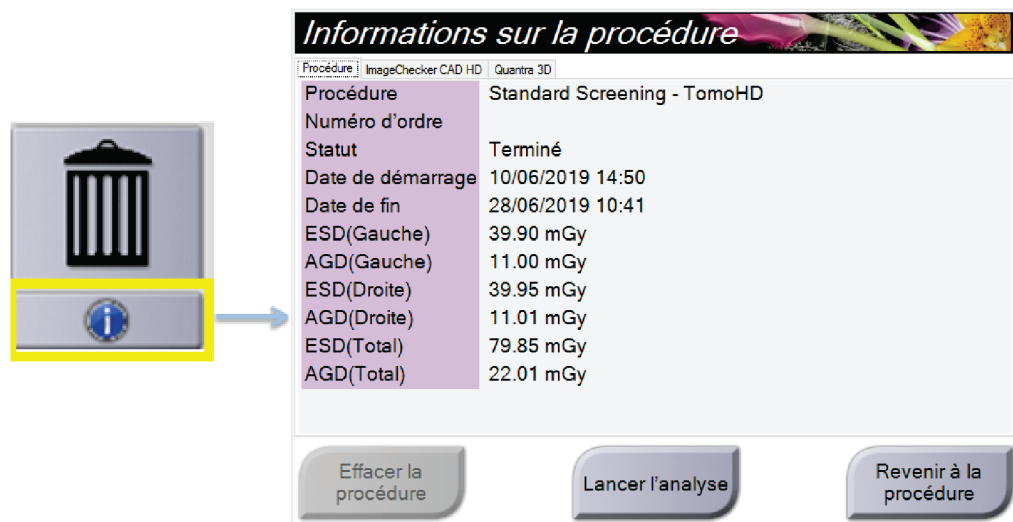 Informations sur la procédure
Procédure ImageChecker CAD HD Quantra 3D
Procédure Standard Screening - TomoHD
Numéro d'ordre
Statut Terminé
Date de démarrage 10/06/2019 14:50
Date de fin 28/06/2019 10:41
ESD(Gauche) 39.90 mGy
AGD(Gauche) 11.00 mGy
ESD(Droite) 39.95 mGy
AGD(Droite) 11.01 mGy
ESD(Total) 79.85 mGy
AGD(Total) 22.01 mGy
Effacer la
procédure
Lancer l'analyse
Revenir à la
procédure